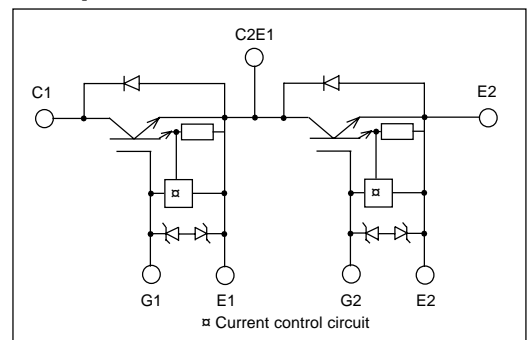 C2E1
C1
E2
¤
¤
G1 E1 G2 E2
¤ Current control circuit